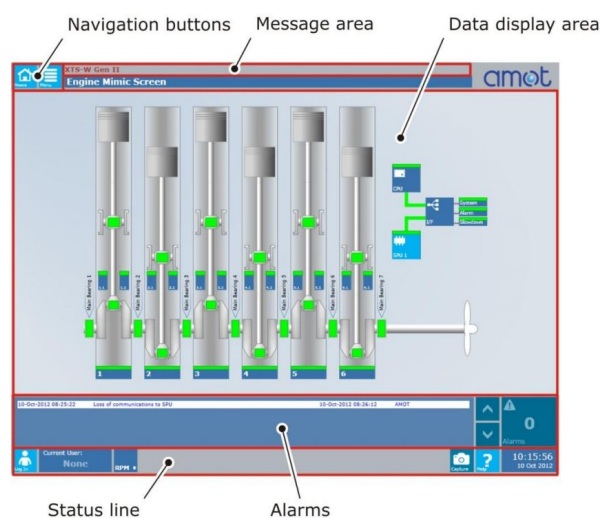 Navigation buttons
Message area
Data display area
XTS-W Gen II
Engine Mimic Screen
Home
Menu
amot
CPU
I/F
System
Alarm
SPU 1
Main Bearing 1
Main Bearing 2
Main Bearing 3
Main Bearing 4
Main Bearing 5
Main Bearing 6
Main Bearing 7
1
2
3
4
5
6
10-Oct-2012 08:25:22 Loss of communications to SPU 10-Oct-2012 08:26:12 AMOT
0
Alarms
Log In
Current User:
None
RPM
Capture
Help
10:15:56
10 Oct 2012
Status line
Alarms